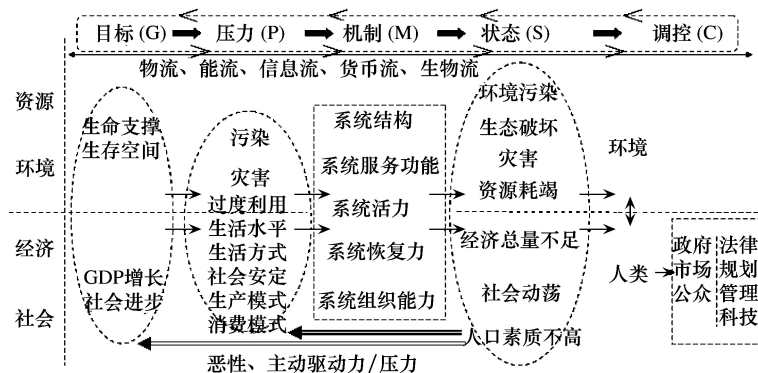 目标 (G) 压力 (P) 机制 (M) 状态 (S) 调控 (C)
物流、能流、信息流、货币流、生物流
资源
环境
经济
社会
生命支撑
生存空间
GDP增长
社会进步
污染
灾害
过度利用
生活水平
生活方式
社会安定
生产模式
消费模式
系统结构
系统服务功能
系统活力
系统恢复力
系统组织能力
环境污染
生态破坏
灾害
资源耗竭
经济总量不足
社会动荡
人口素质不高
环境
人类
政府
市场
公众
法律
规划
管理
科技
恶性、主动驱动力/压力